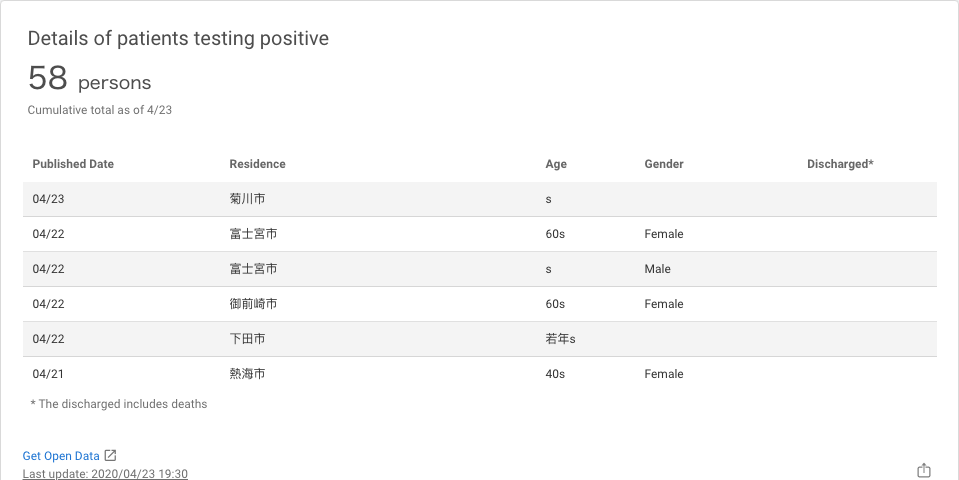 Details of patients testing positive
58 persons
Cumulative total as of 4/23
Published Date Residence Age Gender Discharged*
04/23 菊川市 s
04/22 富士宮市 60s Female
04/22 富士宮市 s Male
04/22 御前崎市 60s Female
04/22 下田市 若年s
04/21 熱海市 40s Female
* The discharged includes deaths
Get Open Data
Last update: 2020/04/23 19:30